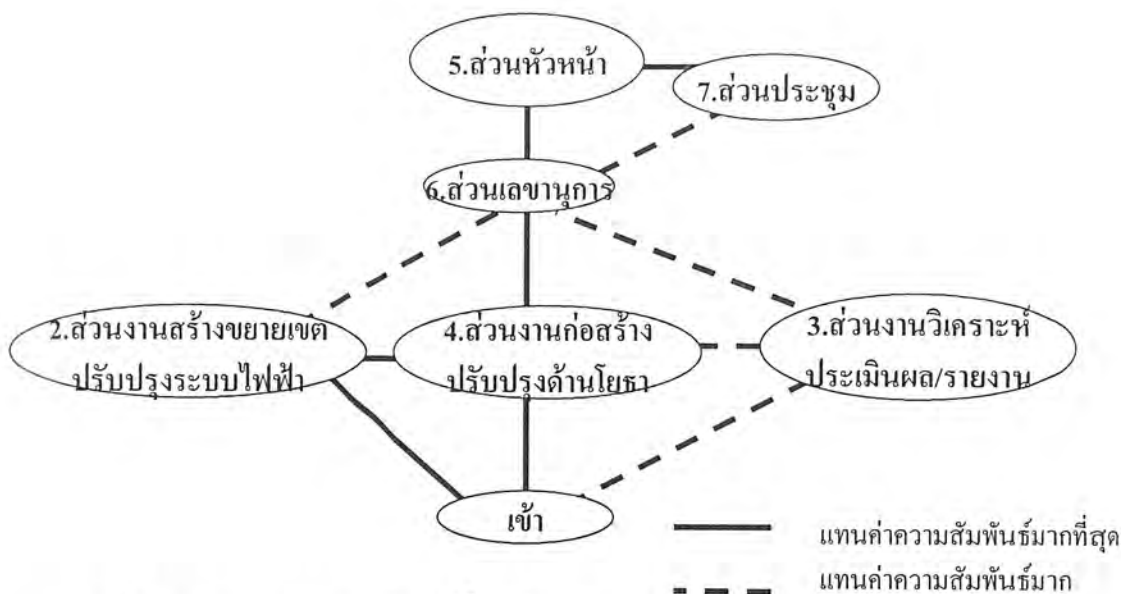 5.ส่วนหัวหน้า
7.ส่วนประชุม
6.ส่วนเลขานุการ
2.ส่วนงานสร้างขยายเขต
ปรับปรุงระบบไฟฟ้า
4.ส่วนงานก่อสร้าง
ปรับปรุงด้านโยธา
3.ส่วนงานวิเคราะห์
ประเมินผล/รายงาน
เข้า
แทนค่าความสัมพันธ์มากที่สุด
แทนค่าความสัมพันธ์มาก